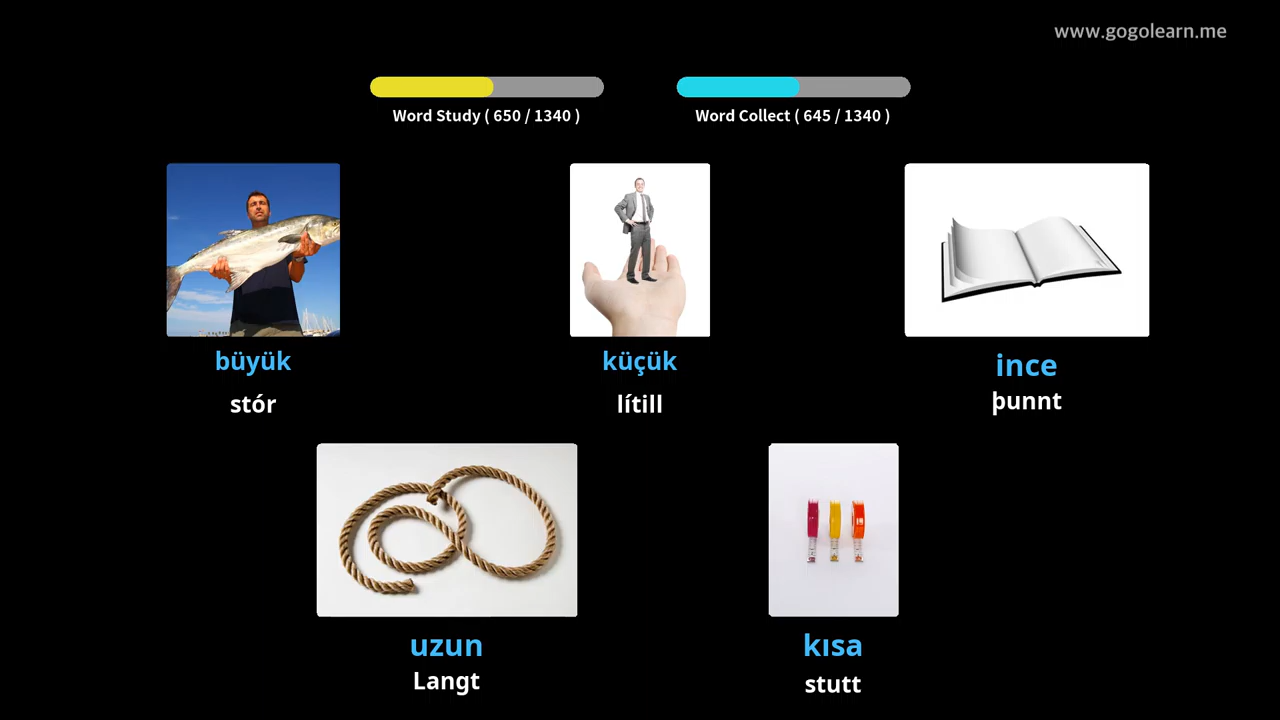 www.gogolearn.me
Word Study ( 650 / 1340 )
Word Collect ( 645 / 1340 )
büyük
stór
küçük
lítill
ince
þunnt
uzun
Langt
kısa
stutt